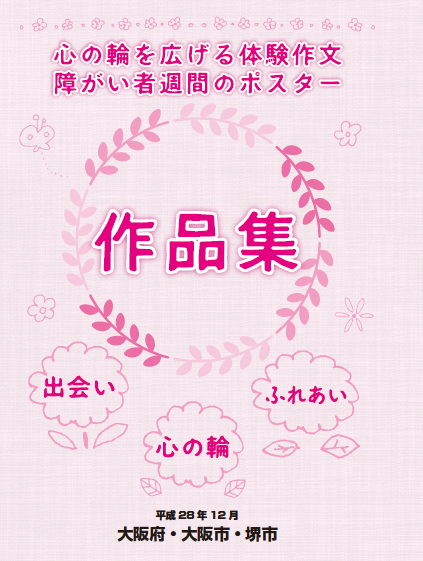 心の輪を広げる体験作文
障がい者週間のポスター
作品集
出会い
ふれあい
心の輪
平成28年12月
大阪府・大阪市・堺市